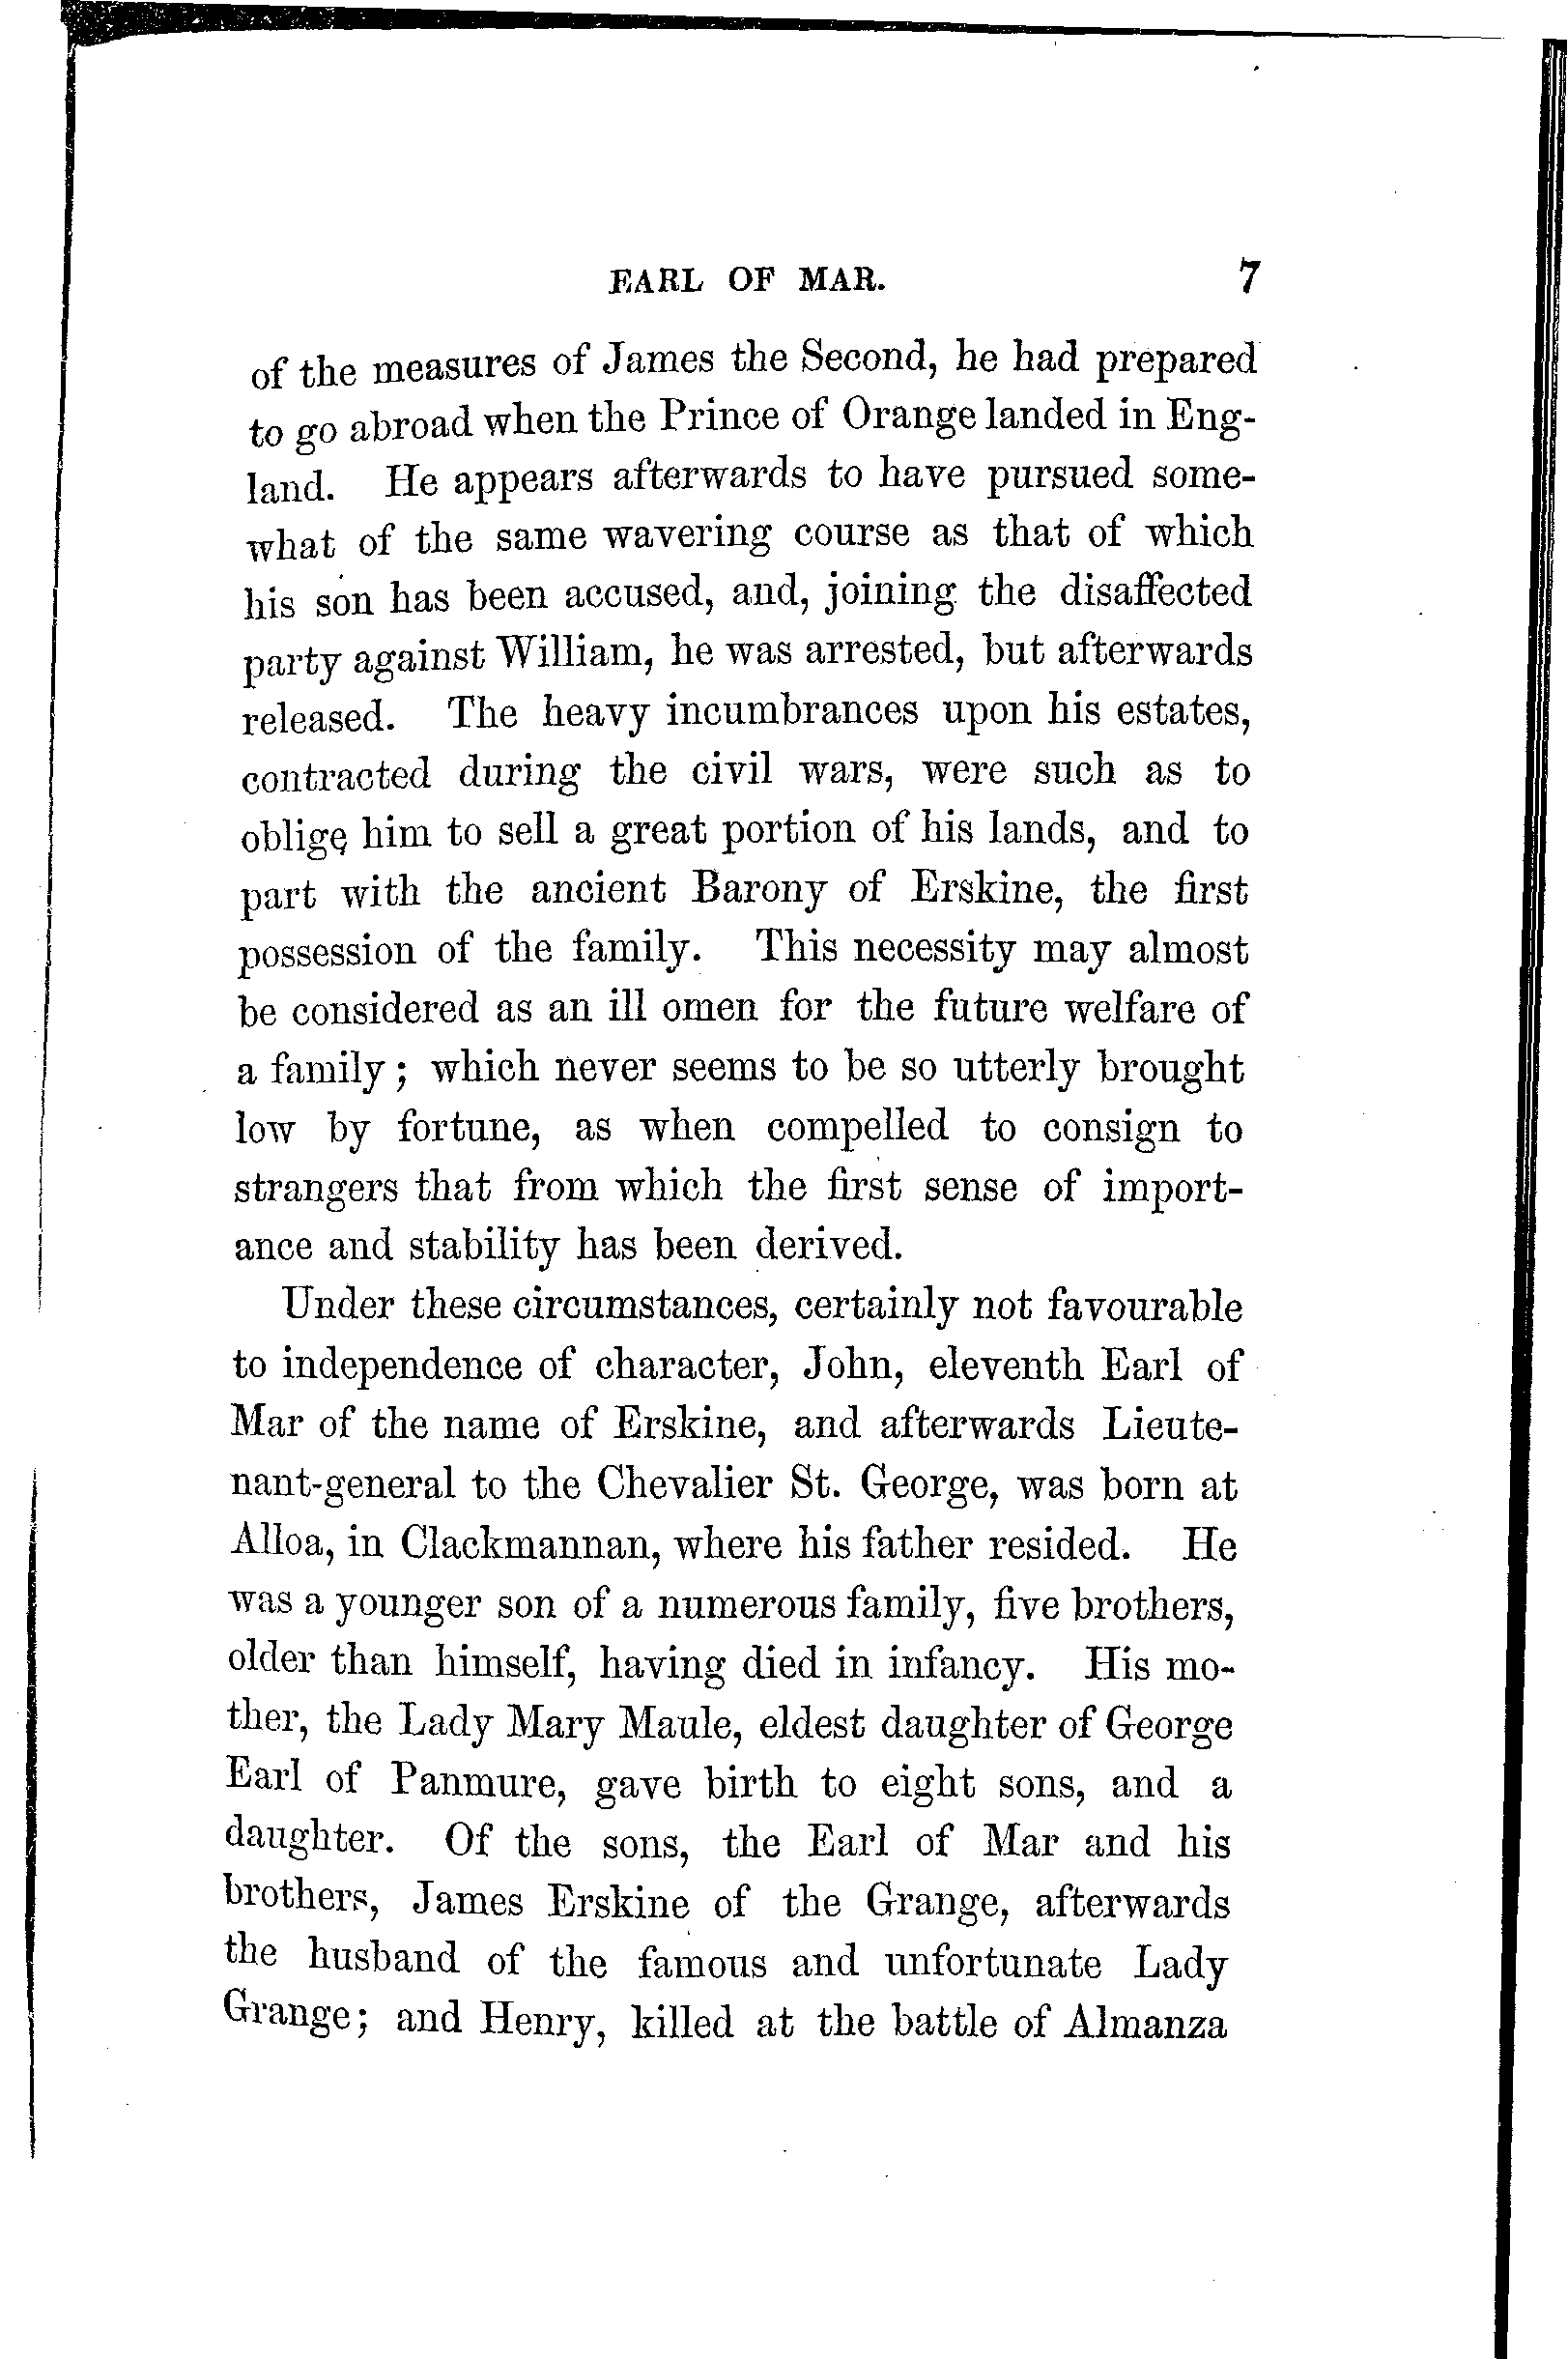 EARL OF MAR. 7
of the measures of James the Second, he had prepared
to go abroad when the Prince of Orange landed in Eng-
land. He appears afterwards to have pursued some-
what of the same wavering course as that of which
his son has been accused, and, joining the disaffected
party against William, he was arrested, but afterwards
released. The heavy incumbrances upon his estates,
contracted during the civil wars, were such as to
oblige him to sell a great portion of his lands, and to
part with the ancient Barony of Erskine, the first
possession of the family. This necessity may almost
be considered as an ill omen for the future welfare of
a family; which never seems to be so utterly brought
low by fortune, as when compelled to consign to
strangers that from which the first sense of import-
ance and stability has been derived.
Under these circumstances, certainly not favourable
to independence of character, John, eleventh Earl of
Mar of the name of Erskine, and afterwards Lieute-
nant-general to the Chevalier St. George, was born at
Alloa, in Clackmannan, where his father resided. He
was a younger son of a numerous family, five brothers,
older than himself, having died in infancy. His mo-
ther, the Lady Mary Maule, eldest daughter of George
Earl of Panmure, gave birth to eight sons, and a
daughter. Of the sons, the Earl of Mar and his
brothers, James Erskine of the Grange, afterwards
the husband of the famous and unfortunate Lady
Grange; and Henry, killed at the battle of Almanza